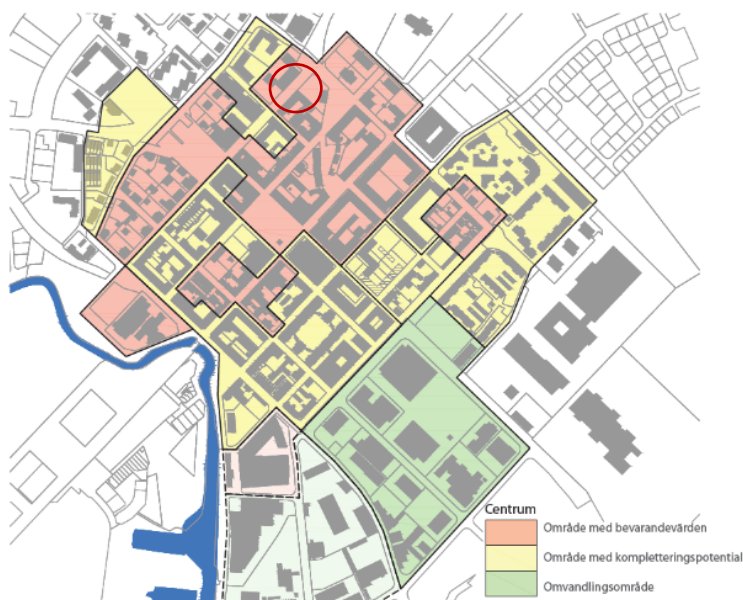 Centrum
Område med bevarandevärden
Område med kompletteringspotential
Omvandlingsområde